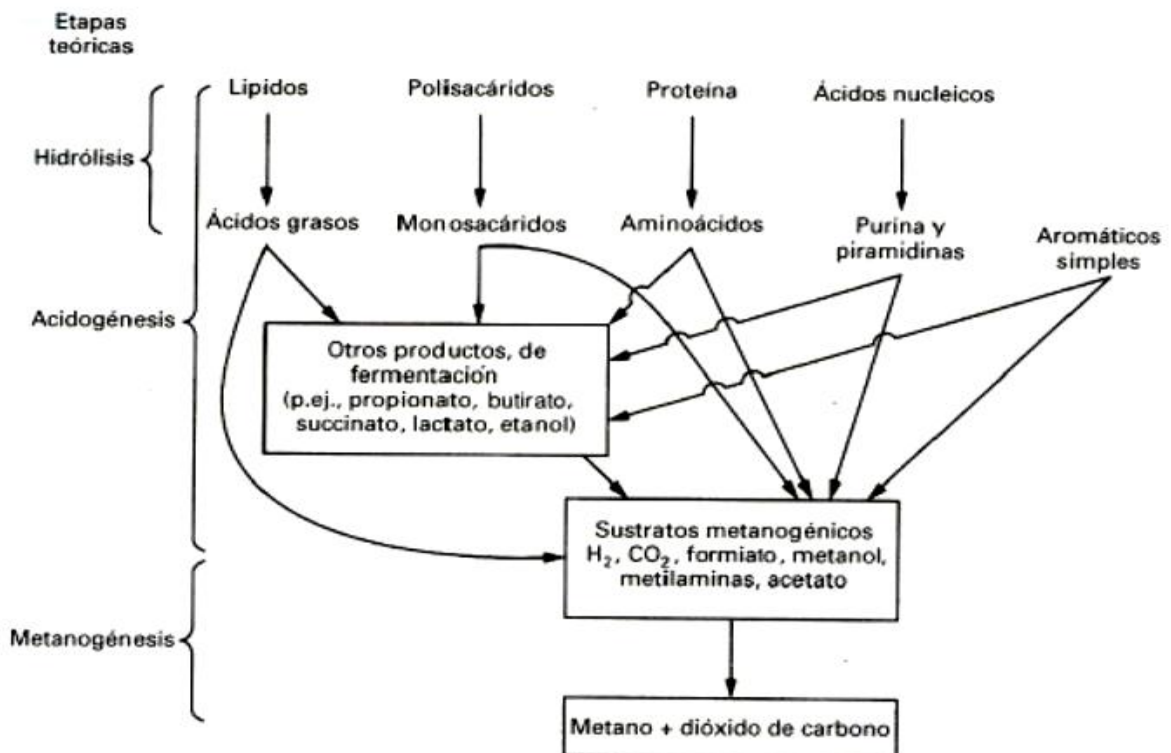 Etapas
teóricas
Lípidos
Polisacáridos
Proteína
Ácidos nucleicos
Hidrólisis
Ácidos grasos
Monosacáridos
Aminoácidos
Purina y
piramidinas
Aromáticos
simples
Acidogénesis
Otros productos, de
fermentación
(p.ej., propionato, butirato,
succinato, lactato, etanol)
Sustratos metanogénicos
H₂, CO₂, formiato, metanol,
metilaminas, acetato
Metanogénesis
Metano + dióxido de carbono